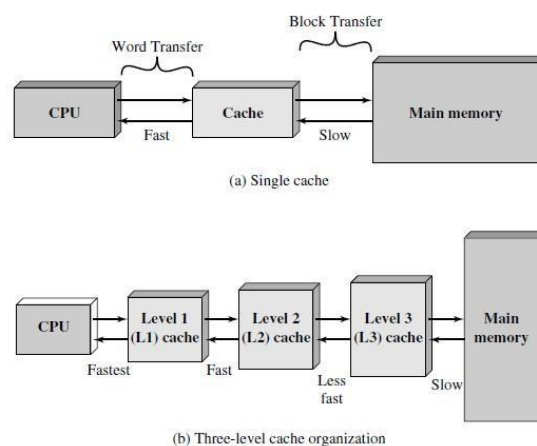 Block Transfer
Word Transfer
CPU
Cache
Main memory
Fast
Slow
(a) Single cache
CPU
Level 1
(L1) cache
Level 2
(L2) cache
Level 3
(L3) cache
Main
memory
Fastest
Fast
Less
fast
Slow
(b) Three-level cache organization